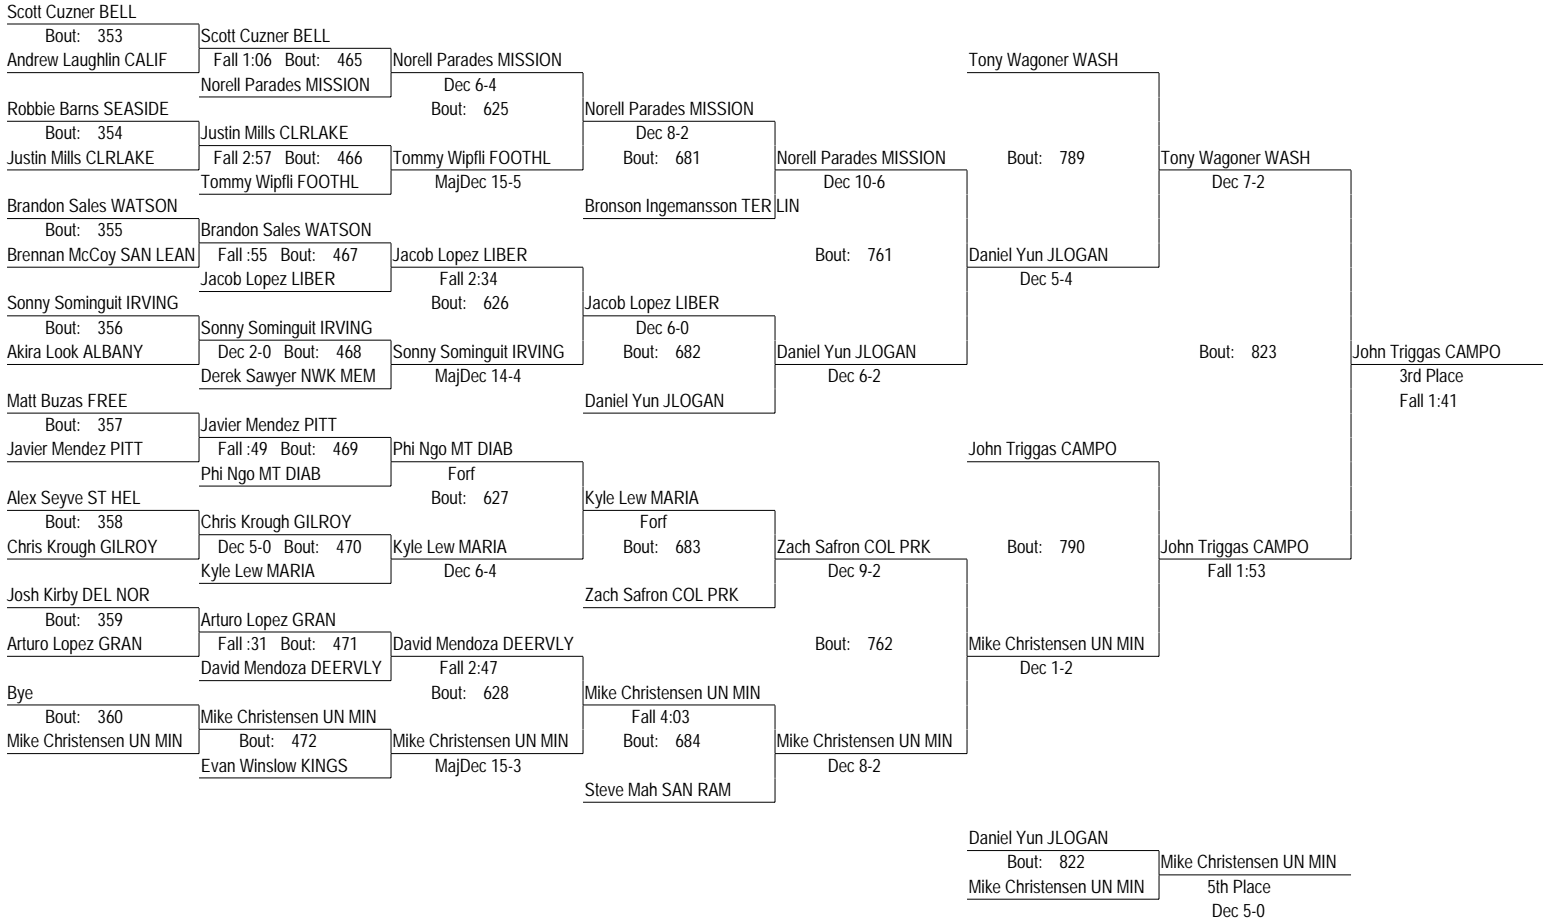 Scott Cuzner BELL
Bout: 353
Scott Cuzner BELL
Andrew Laughlin CALIF
Fall 1:06 Bout: 465
Norell Parades MISSION
Tony Wagoner WASH
Norell Parades MISSION
Dec 6-4
Robbie Barns SEASIDE
Bout: 625
Norell Parades MISSION
Bout: 354
Justin Mills CLRLAKE
Dec 8-2
Justin Mills CLRLAKE
Fall 2:57 Bout: 466
Tommy Wipfli FOOTHL
Bout: 681
Norell Parades MISSION
Bout: 789
Tony Wagoner WASH
Tommy Wipfli FOOTHL
MajDec 15-5
Dec 10-6
Dec 7-2
Brandon Sales WATSON
Bronson Ingemansson TER LIN
Bout: 355
Brandon Sales WATSON
Brennan McCoy SAN LEAN
Fall :55 Bout: 467
Jacob Lopez LIBER
Bout: 761
Daniel Yun JLOGAN
Jacob Lopez LIBER
Fall 2:34
Dec 5-4
Sonny Sominguit IRVING
Bout: 626
Jacob Lopez LIBER
Bout: 356
Sonny Sominguit IRVING
Dec 6-0
Akira Look ALBANY
Dec 2-0 Bout: 468
Sonny Sominguit IRVING
Bout: 682
Daniel Yun JLOGAN
Bout: 823
John Triggas CAMPO
Derek Sawyer NWK MEM
MajDec 14-4
Dec 6-2
3rd Place
Matt Buzas FREE
Daniel Yun JLOGAN
Fall 1:41
Bout: 357
Javier Mendez PITT
Javier Mendez PITT
Fall :49 Bout: 469
Phi Ngo MT DIAB
John Triggas CAMPO
Phi Ngo MT DIAB
Forf
Alex Seyve ST HEL
Bout: 627
Kyle Lew MARIA
Bout: 358
Chris Krough GILROY
Forf
Chris Krough GILROY
Dec 5-0 Bout: 470
Kyle Lew MARIA
Bout: 683
Zach Safron COL PRK
Bout: 790
John Triggas CAMPO
Kyle Lew MARIA
Dec 6-4
Dec 9-2
Fall 1:53
Josh Kirby DEL NOR
Zach Safron COL PRK
Bout: 359
Arturo Lopez GRAN
Arturo Lopez GRAN
Fall :31 Bout: 471
David Mendoza DEERVLY
Bout: 762
Mike Christensen UN MIN
David Mendoza DEERVLY
Fall 2:47
Dec 1-2
Bye
Bout: 628
Mike Christensen UN MIN
Bout: 360
Mike Christensen UN MIN
Fall 4:03
Mike Christensen UN MIN
Bout: 472
Mike Christensen UN MIN
Bout: 684
Mike Christensen UN MIN
Evan Winslow KINGS
MajDec 15-3
Dec 8-2
Steve Mah SAN RAM
Daniel Yun JLOGAN
Bout: 822
Mike Christensen UN MIN
Mike Christensen UN MIN
5th Place
Dec 5-0